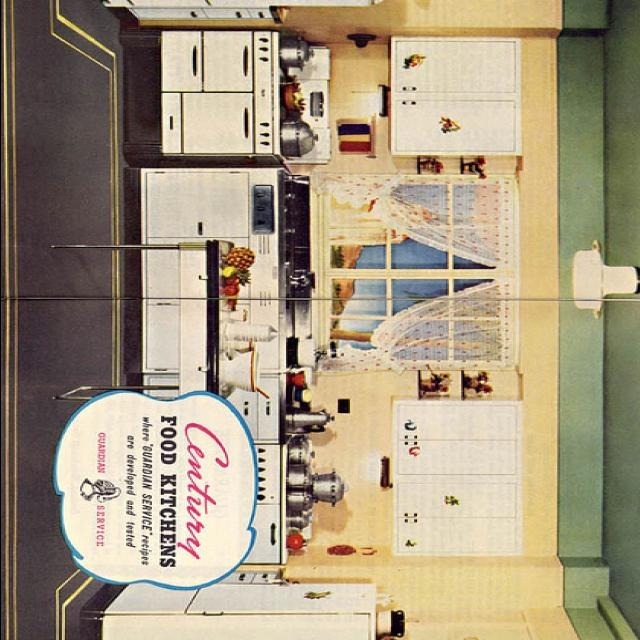 Century
FOOD KITCHENS
where "GUARDIAN SERVICE" recipes
are developed and tested
GUARDIAN SERVICE